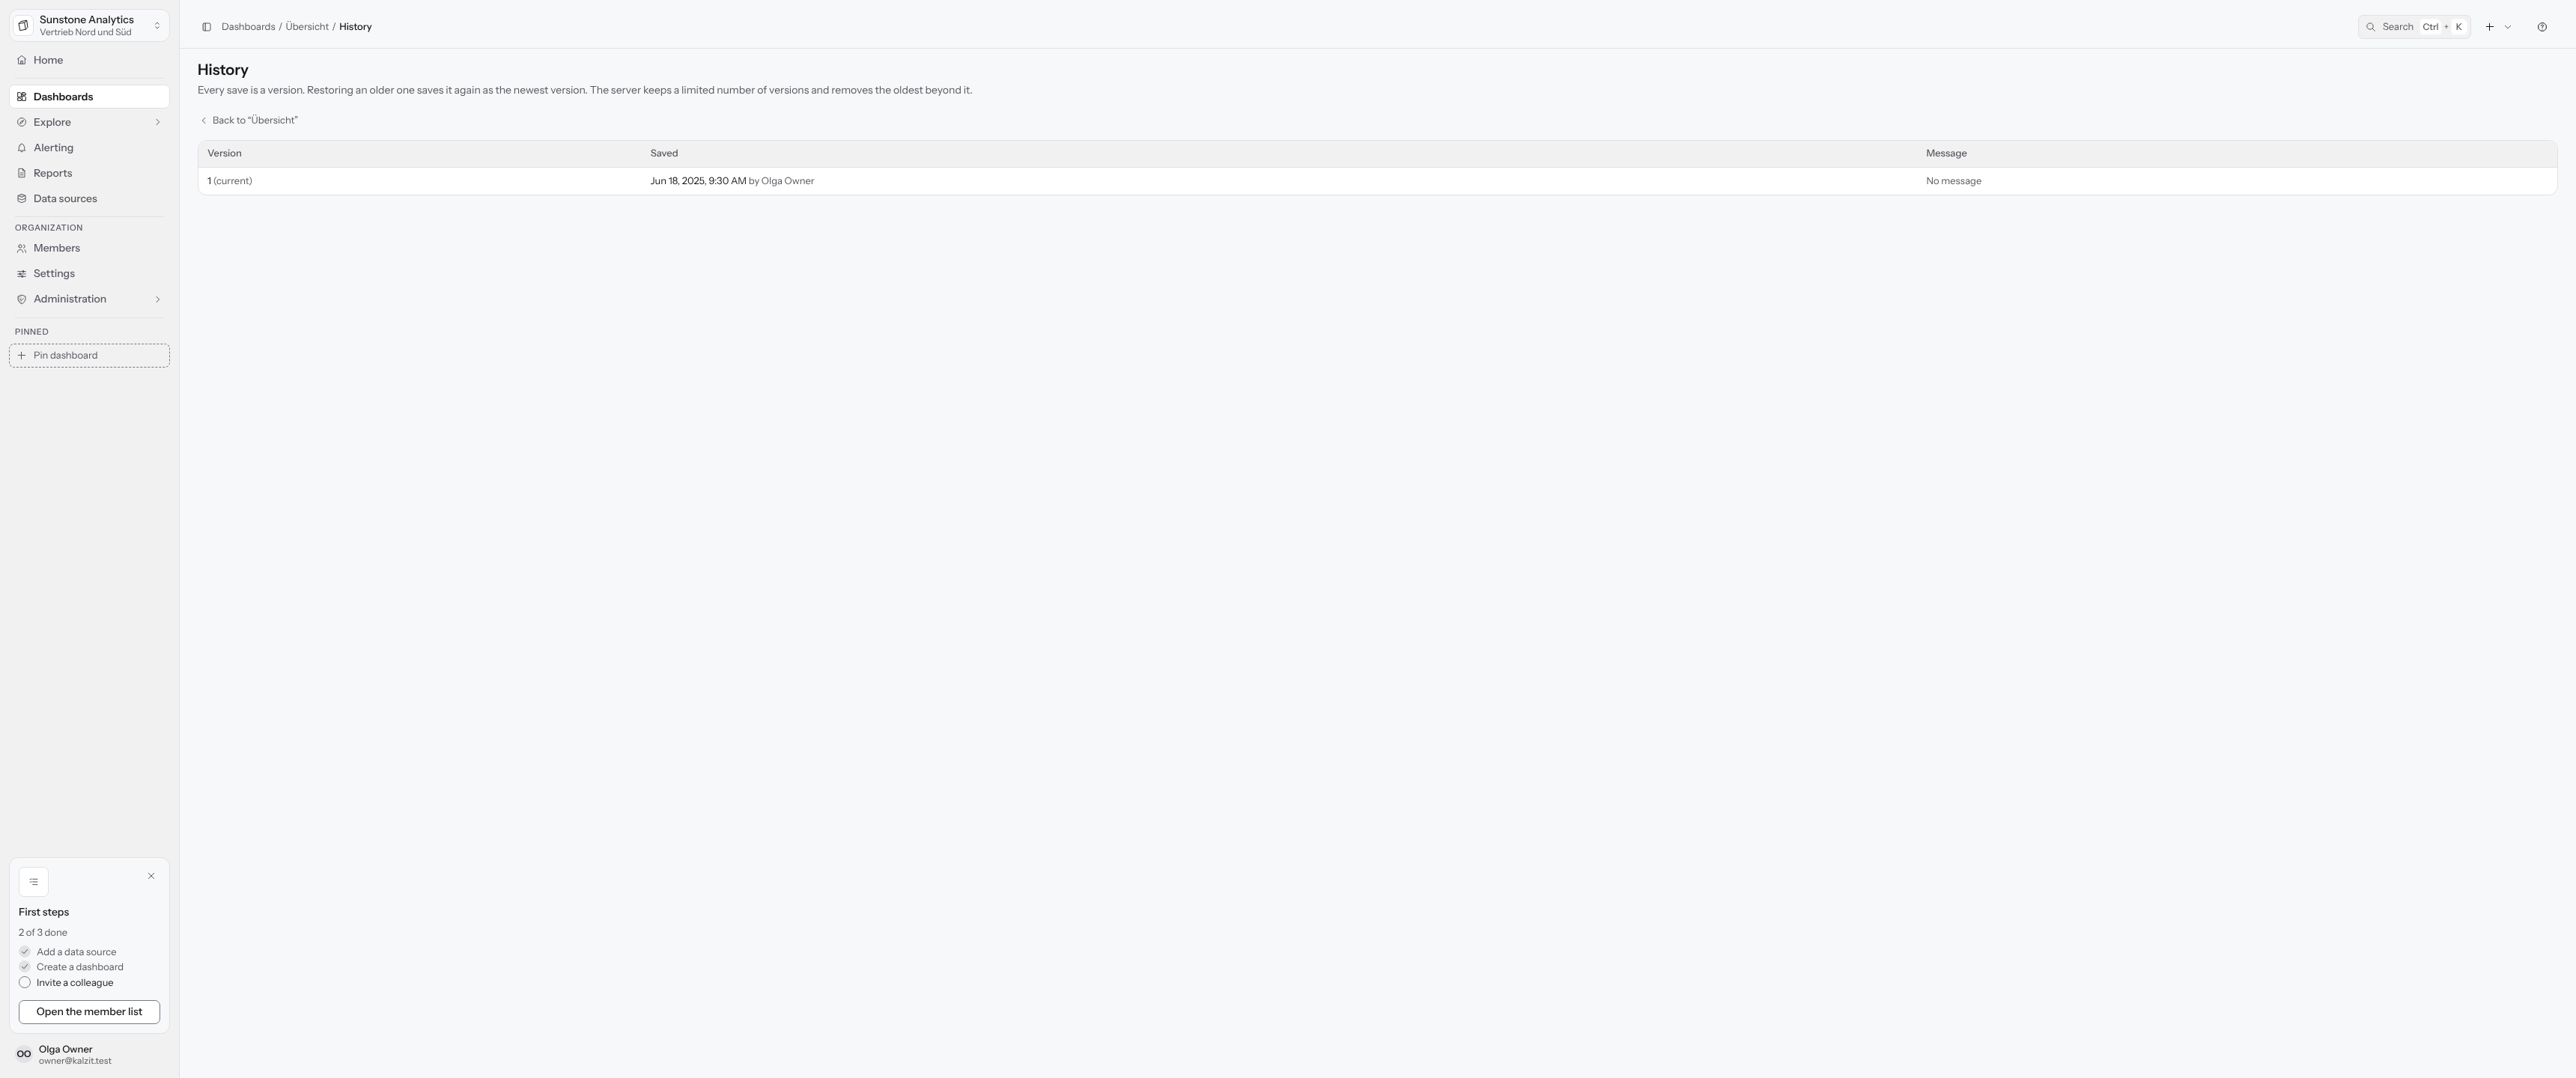 Sunstone Analytics
Vertrieb Nord und Süd
Home
Dashboards
Explore
Alerting
Reports
Data sources
ORGANIZATION
Members
Settings
Administration
PINNED
Pin dashboard
First steps
2 of 3 done
Add a data source
Create a dashboard
Invite a colleague
Open the member list
OO
Olga Owner
owner@kalzit.test
Dashboards / Übersicht / History
Search Ctrl + K
History
Every save is a version. Restoring an older one saves it again as the newest version. The server keeps a limited number of versions and removes the oldest beyond it.
Back to “Übersicht”
Version Saved Message
1 (current) Jun 18, 2025, 9:30 AM by Olga Owner No message